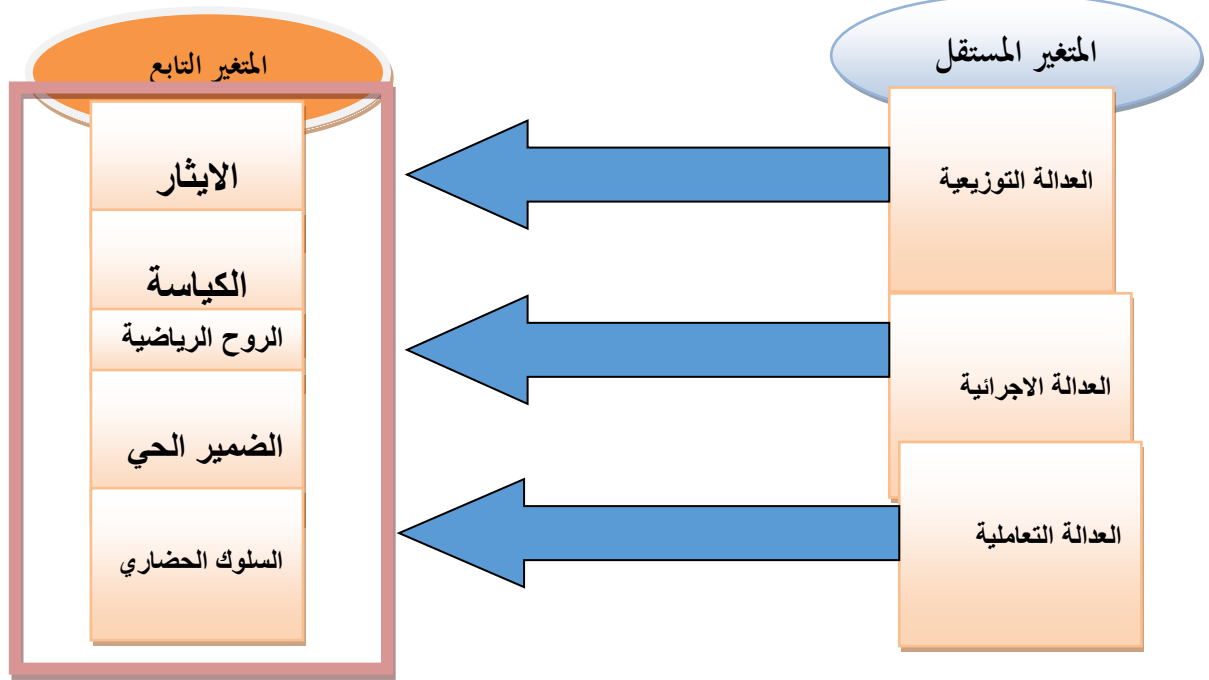 المتغير المستقل
العدالة التوزيعية
العدالة الاجرائية
العدالة التعاملية
المتغير التابع
الايثار
الكياسة
الروح الرياضية
الضمير الحي
السلوك الحضاري